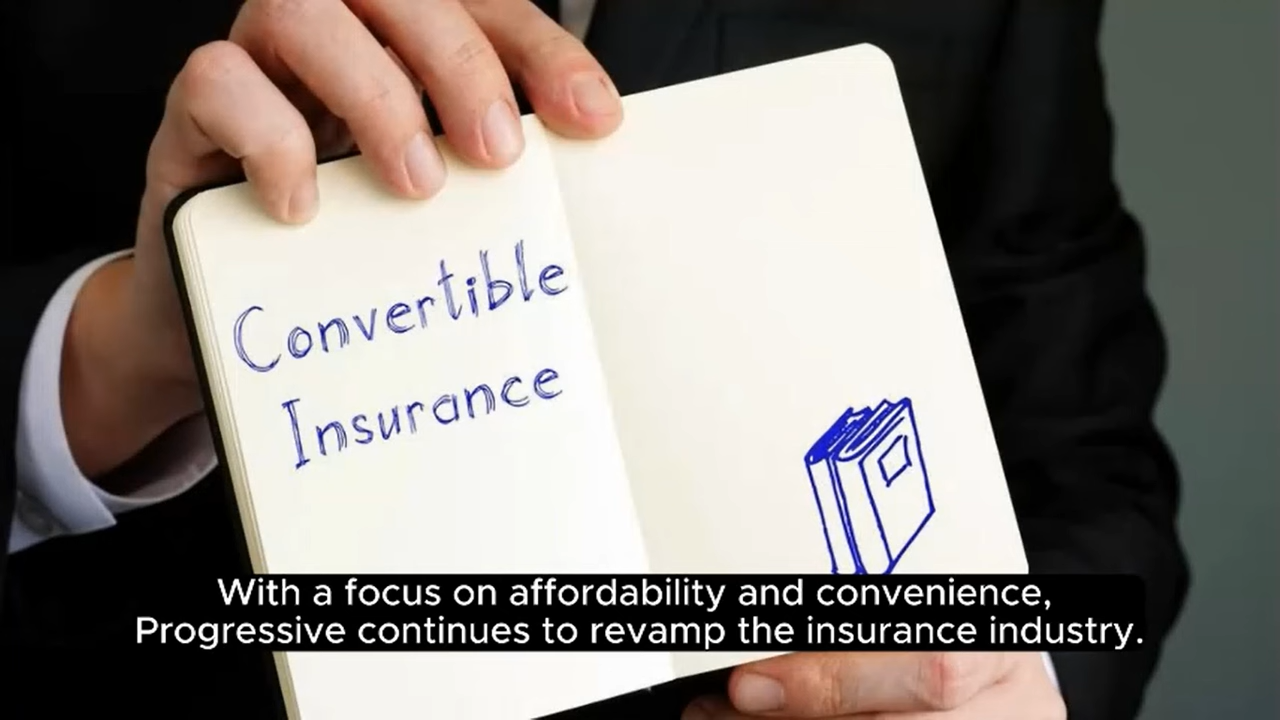 Convertible
Insurance
With a focus on affordability and convenience,
Progressive continues to revamp the insurance industry.